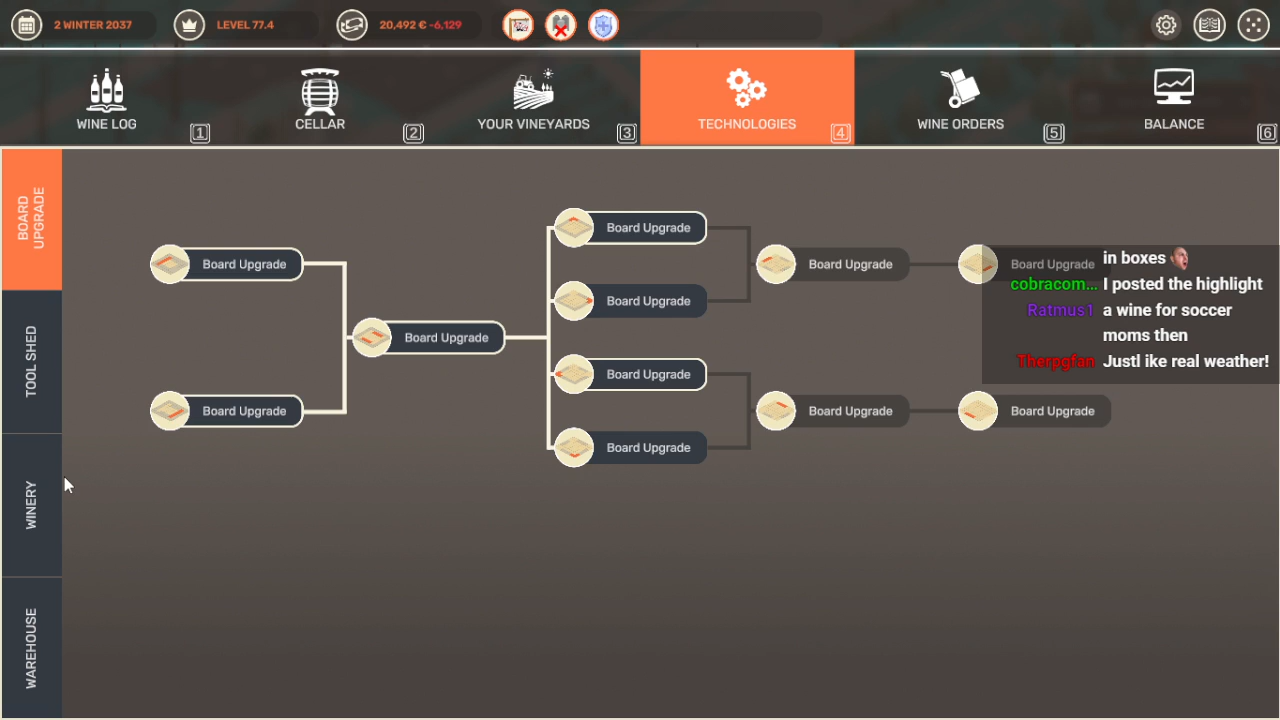 2 WINTER 2037
LEVEL 77.4
20,492 € -6,129
WINE LOG
1
CELLAR
2
YOUR VINEYARDS
3
TECHNOLOGIES
4
WINE ORDERS
5
BALANCE
6
BOARD
UPGRADE
TOOL SHED
WINERY
WAREHOUSE
Board Upgrade
Board Upgrade
Board Upgrade
Board Upgrade
Board Upgrade
Board Upgrade
Board Upgrade
Board Upgrade
Board Upgrade
Board Upgrade
Board Upgrade
in boxes
cobracom... I posted the highlight
Ratmus1 a wine for soccer
moms then
Therpgfan Justl ike real weather!